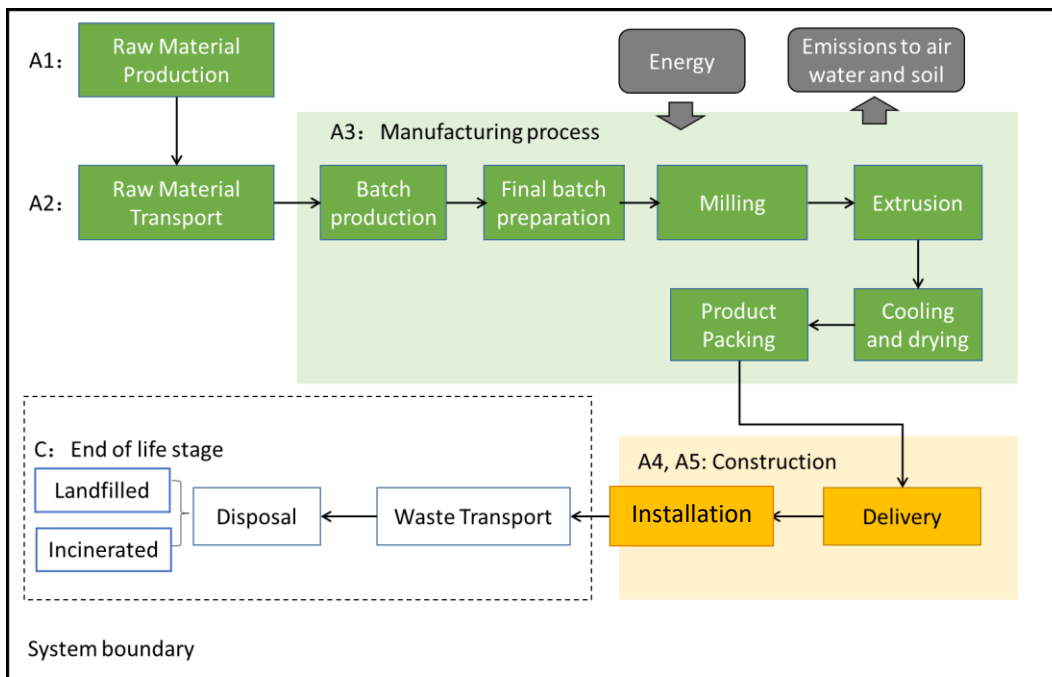 A1:
Raw Material
Production
Energy
Emissions to air
water and soil
A3: Manufacturing process
A2:
Raw Material
Transport
Batch
production
Final batch
preparation
Milling
Extrusion
Product
Packing
Cooling
and drying
C: End of life stage
Landfilled
Incinerated
Disposal
Waste Transport
A4, A5: Construction
Installation
Delivery
System boundary